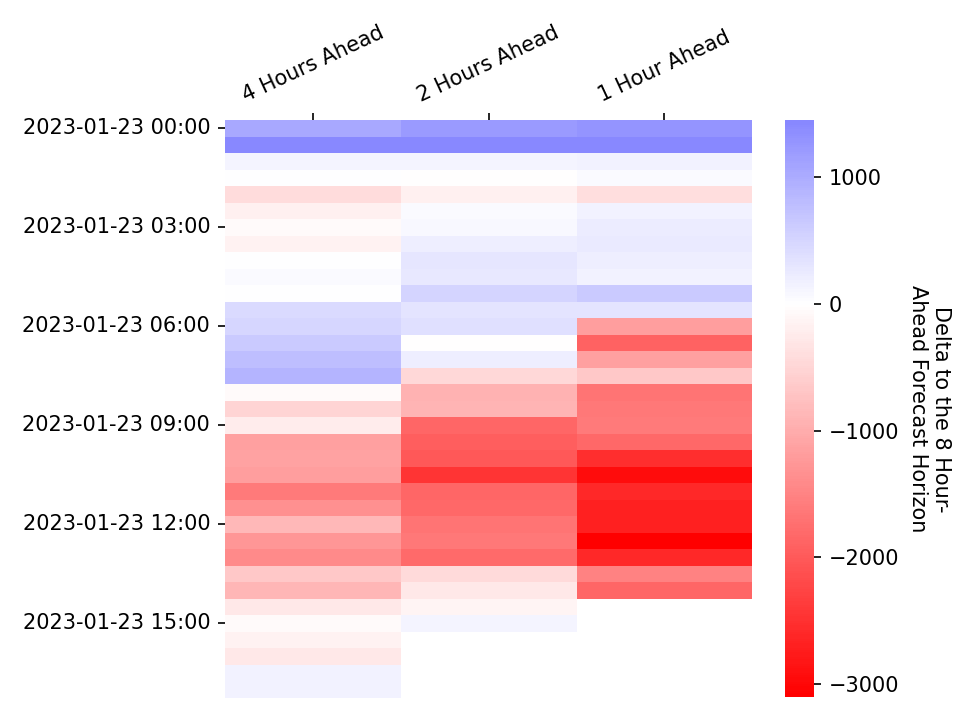 4 Hours Ahead
2 Hours Ahead
1 Hour Ahead
2023-01-23 00:00
2023-01-23 03:00
2023-01-23 06:00
2023-01-23 09:00
2023-01-23 12:00
2023-01-23 15:00
1000
0
−1000
−2000
−3000
Delta to the 8 Hour-
Ahead Forecast Horizon